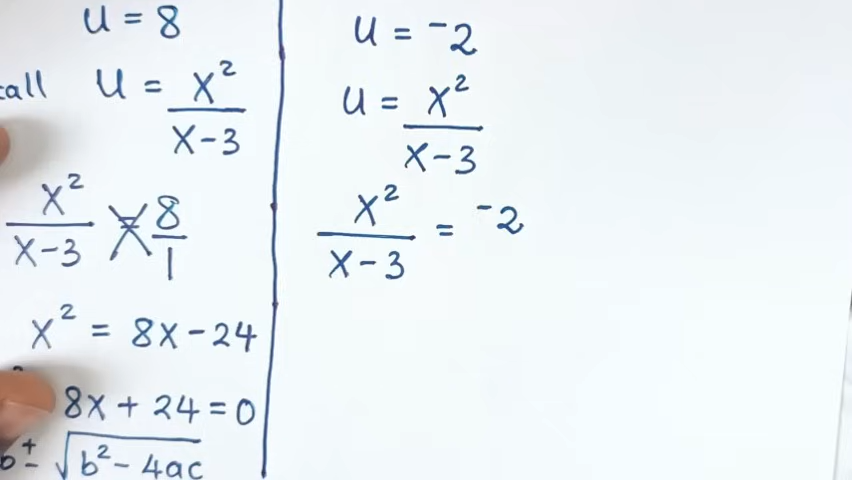 U = 8
call U = x²/(x-3)
x²/(x-3) = 8/1
x² = 8x - 24
8x + 24 = 0
b ± √(b² - 4ac)
U = ⁻2
U = x²/(x-3)
x²/(x-3) = ⁻2